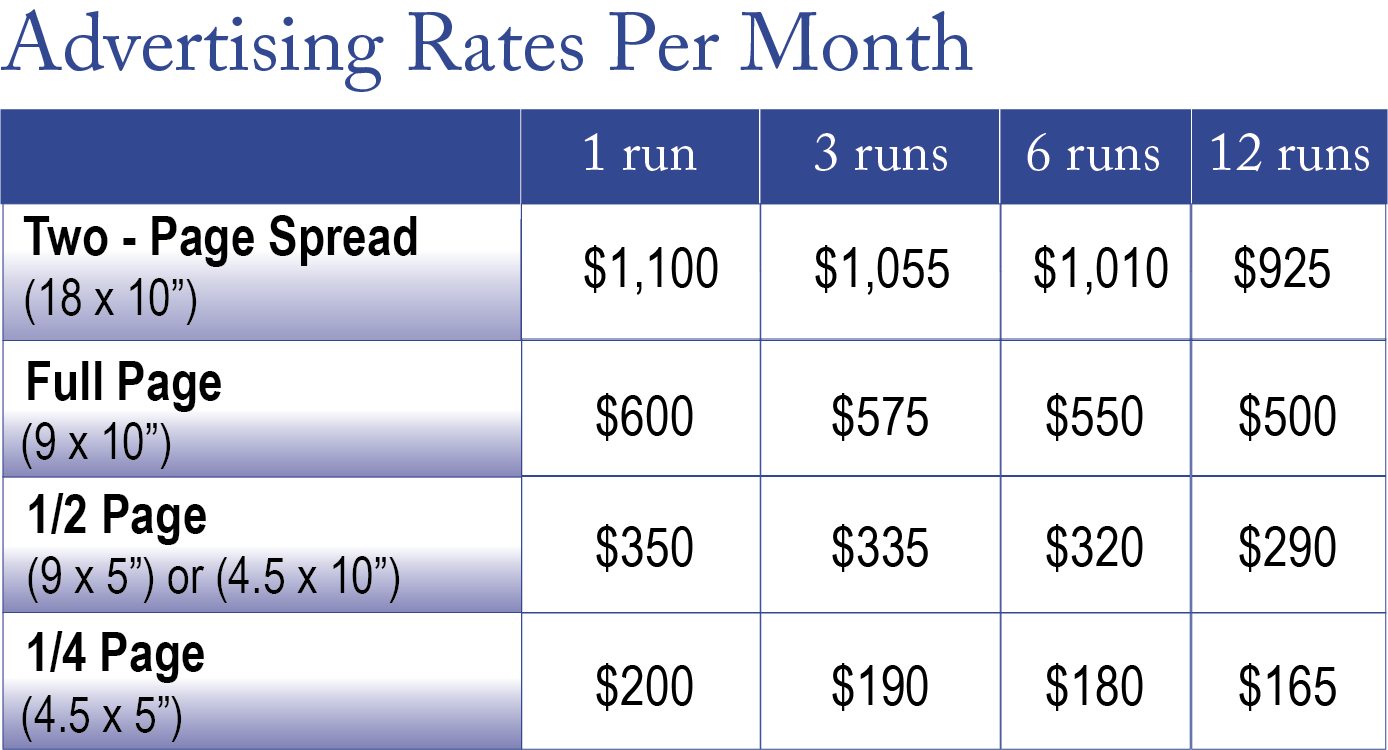 Advertising Rates Per Month
1 run 3 runs 6 runs 12 runs
Two - Page Spread
(18 x 10”)
$1,100 $1,055 $1,010 $925
Full Page
(9 x 10”)
$600 $575 $550 $500
1/2 Page
(9 x 5”) or (4.5 x 10”)
$350 $335 $320 $290
1/4 Page
(4.5 x 5”)
$200 $190 $180 $165